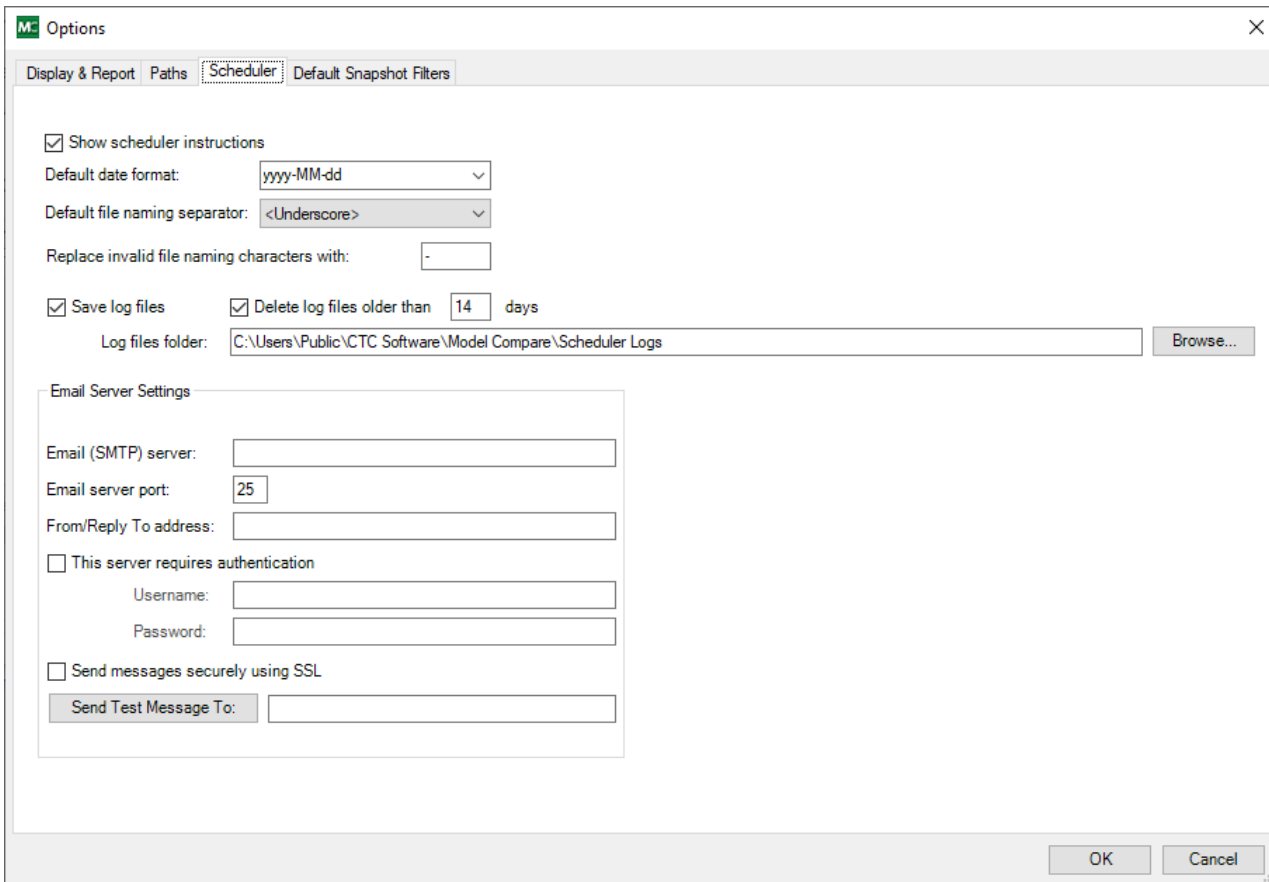 MC Options
Display & Report Paths Scheduler Default Snapshot Filters
Show scheduler instructions
Default date format: yyyy-MM-dd
Default file naming separator: <Underscore>
Replace invalid file naming characters with: -
Save log files Delete log files older than 14 days
Log files folder: C:\Users\Public\CTC Software\Model Compare\Scheduler Logs Browse...
Email Server Settings
Email (SMTP) server:
Email server port: 25
From/Reply To address:
This server requires authentication
Username:
Password:
Send messages securely using SSL
Send Test Message To:
OK Cancel